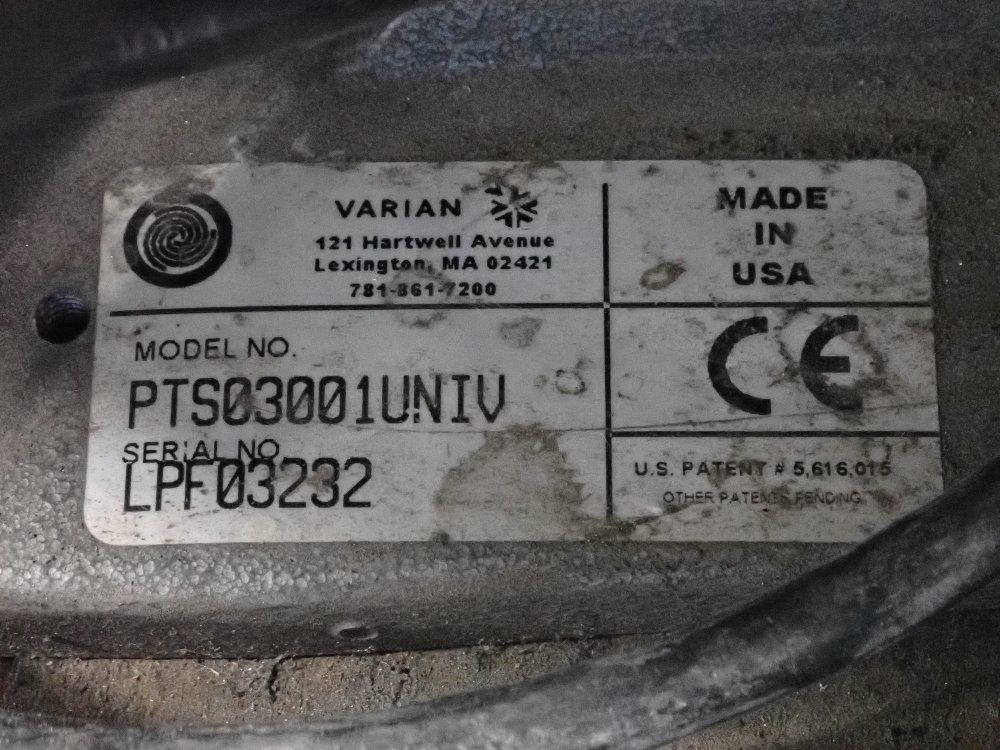 VARIAN
121 Hartwell Avenue
Lexington, MA 02421
781-861-7200
MADE
IN
USA
MODEL NO.
PTS03001UNIV
SERIAL NO.
LPF03232
CE
U.S. PATENT # 5,616,015
OTHER PATENTS PENDING